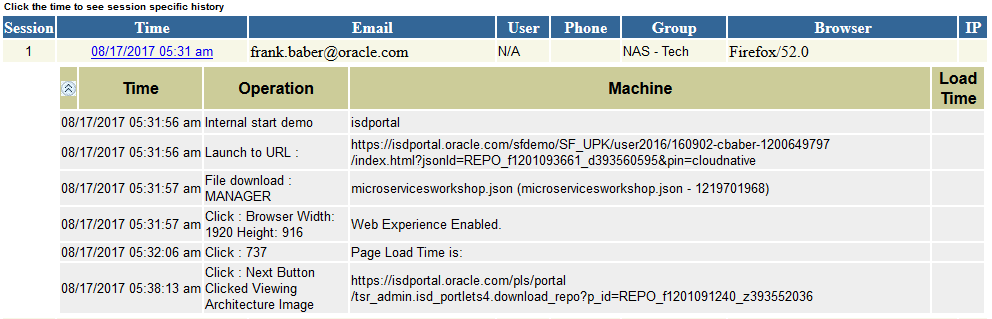 Click the time to see session specific history
Session Time Email User Phone Group Browser IP
1 08/17/2017 05:31 am frank.baber@oracle.com N/A NAS - Tech Firefox/52.0
Time Operation Machine Load
Time
08/17/2017 05:31:56 am Internal start demo isdportal
08/17/2017 05:31:56 am Launch to URL : https://isdportal.oracle.com/sfdemo/SF_UPK/user2016/160902-cbaber-1200649797
/index.html?jsonId=REPO_f1201093661_d393560595&pin=cloudnative
08/17/2017 05:31:57 am File download :
MANAGER microservicesworkshop.json (microservicesworkshop.json - 1219701968)
08/17/2017 05:31:57 am Click : Browser Width:
1920 Height: 916 Web Experience Enabled.
08/17/2017 05:32:06 am Click : 737 Page Load Time is:
08/17/2017 05:38:13 am Click : Next Button
Clicked Viewing
Architecture Image https://isdportal.oracle.com/pls/portal
/tsr_admin.isd_portlets4.download_repo?p_id=REPO_f1201091240_z393552036